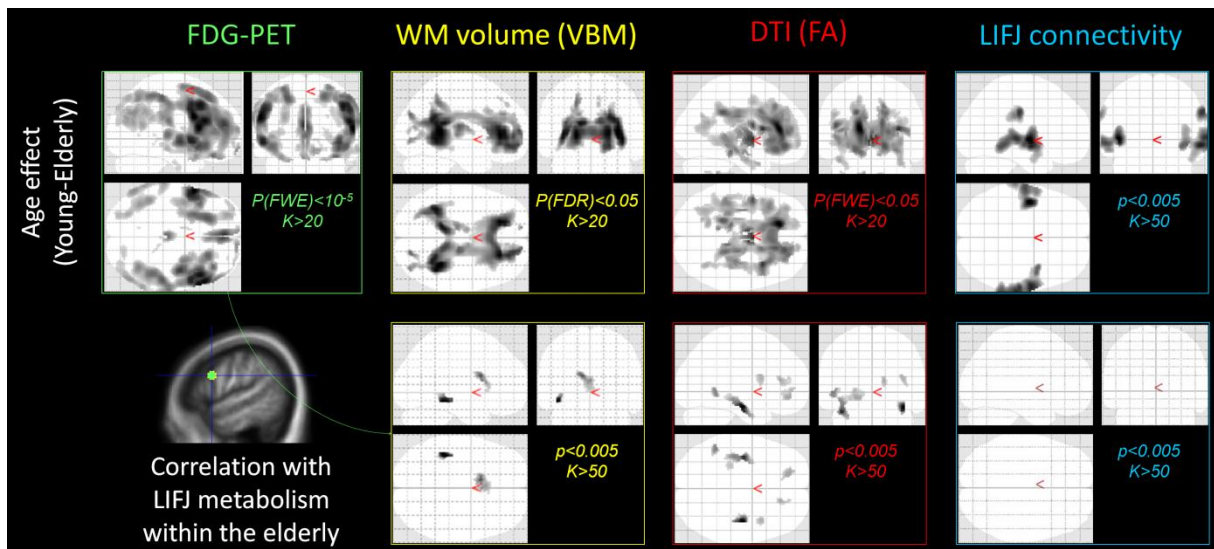 FDG-PET
WM volume (VBM)
DTI (FA)
LIFJ connectivity
Age effect
(Young-Elderly)
P(FWE)<10-5
K>20
P(FDR)<0.05
K>20
P(FWE)<0.05
K>20
p<0.005
K>50
Correlation with
LIFJ metabolism
within the elderly
p<0.005
K>50
p<0.005
K>50
p<0.005
K>50